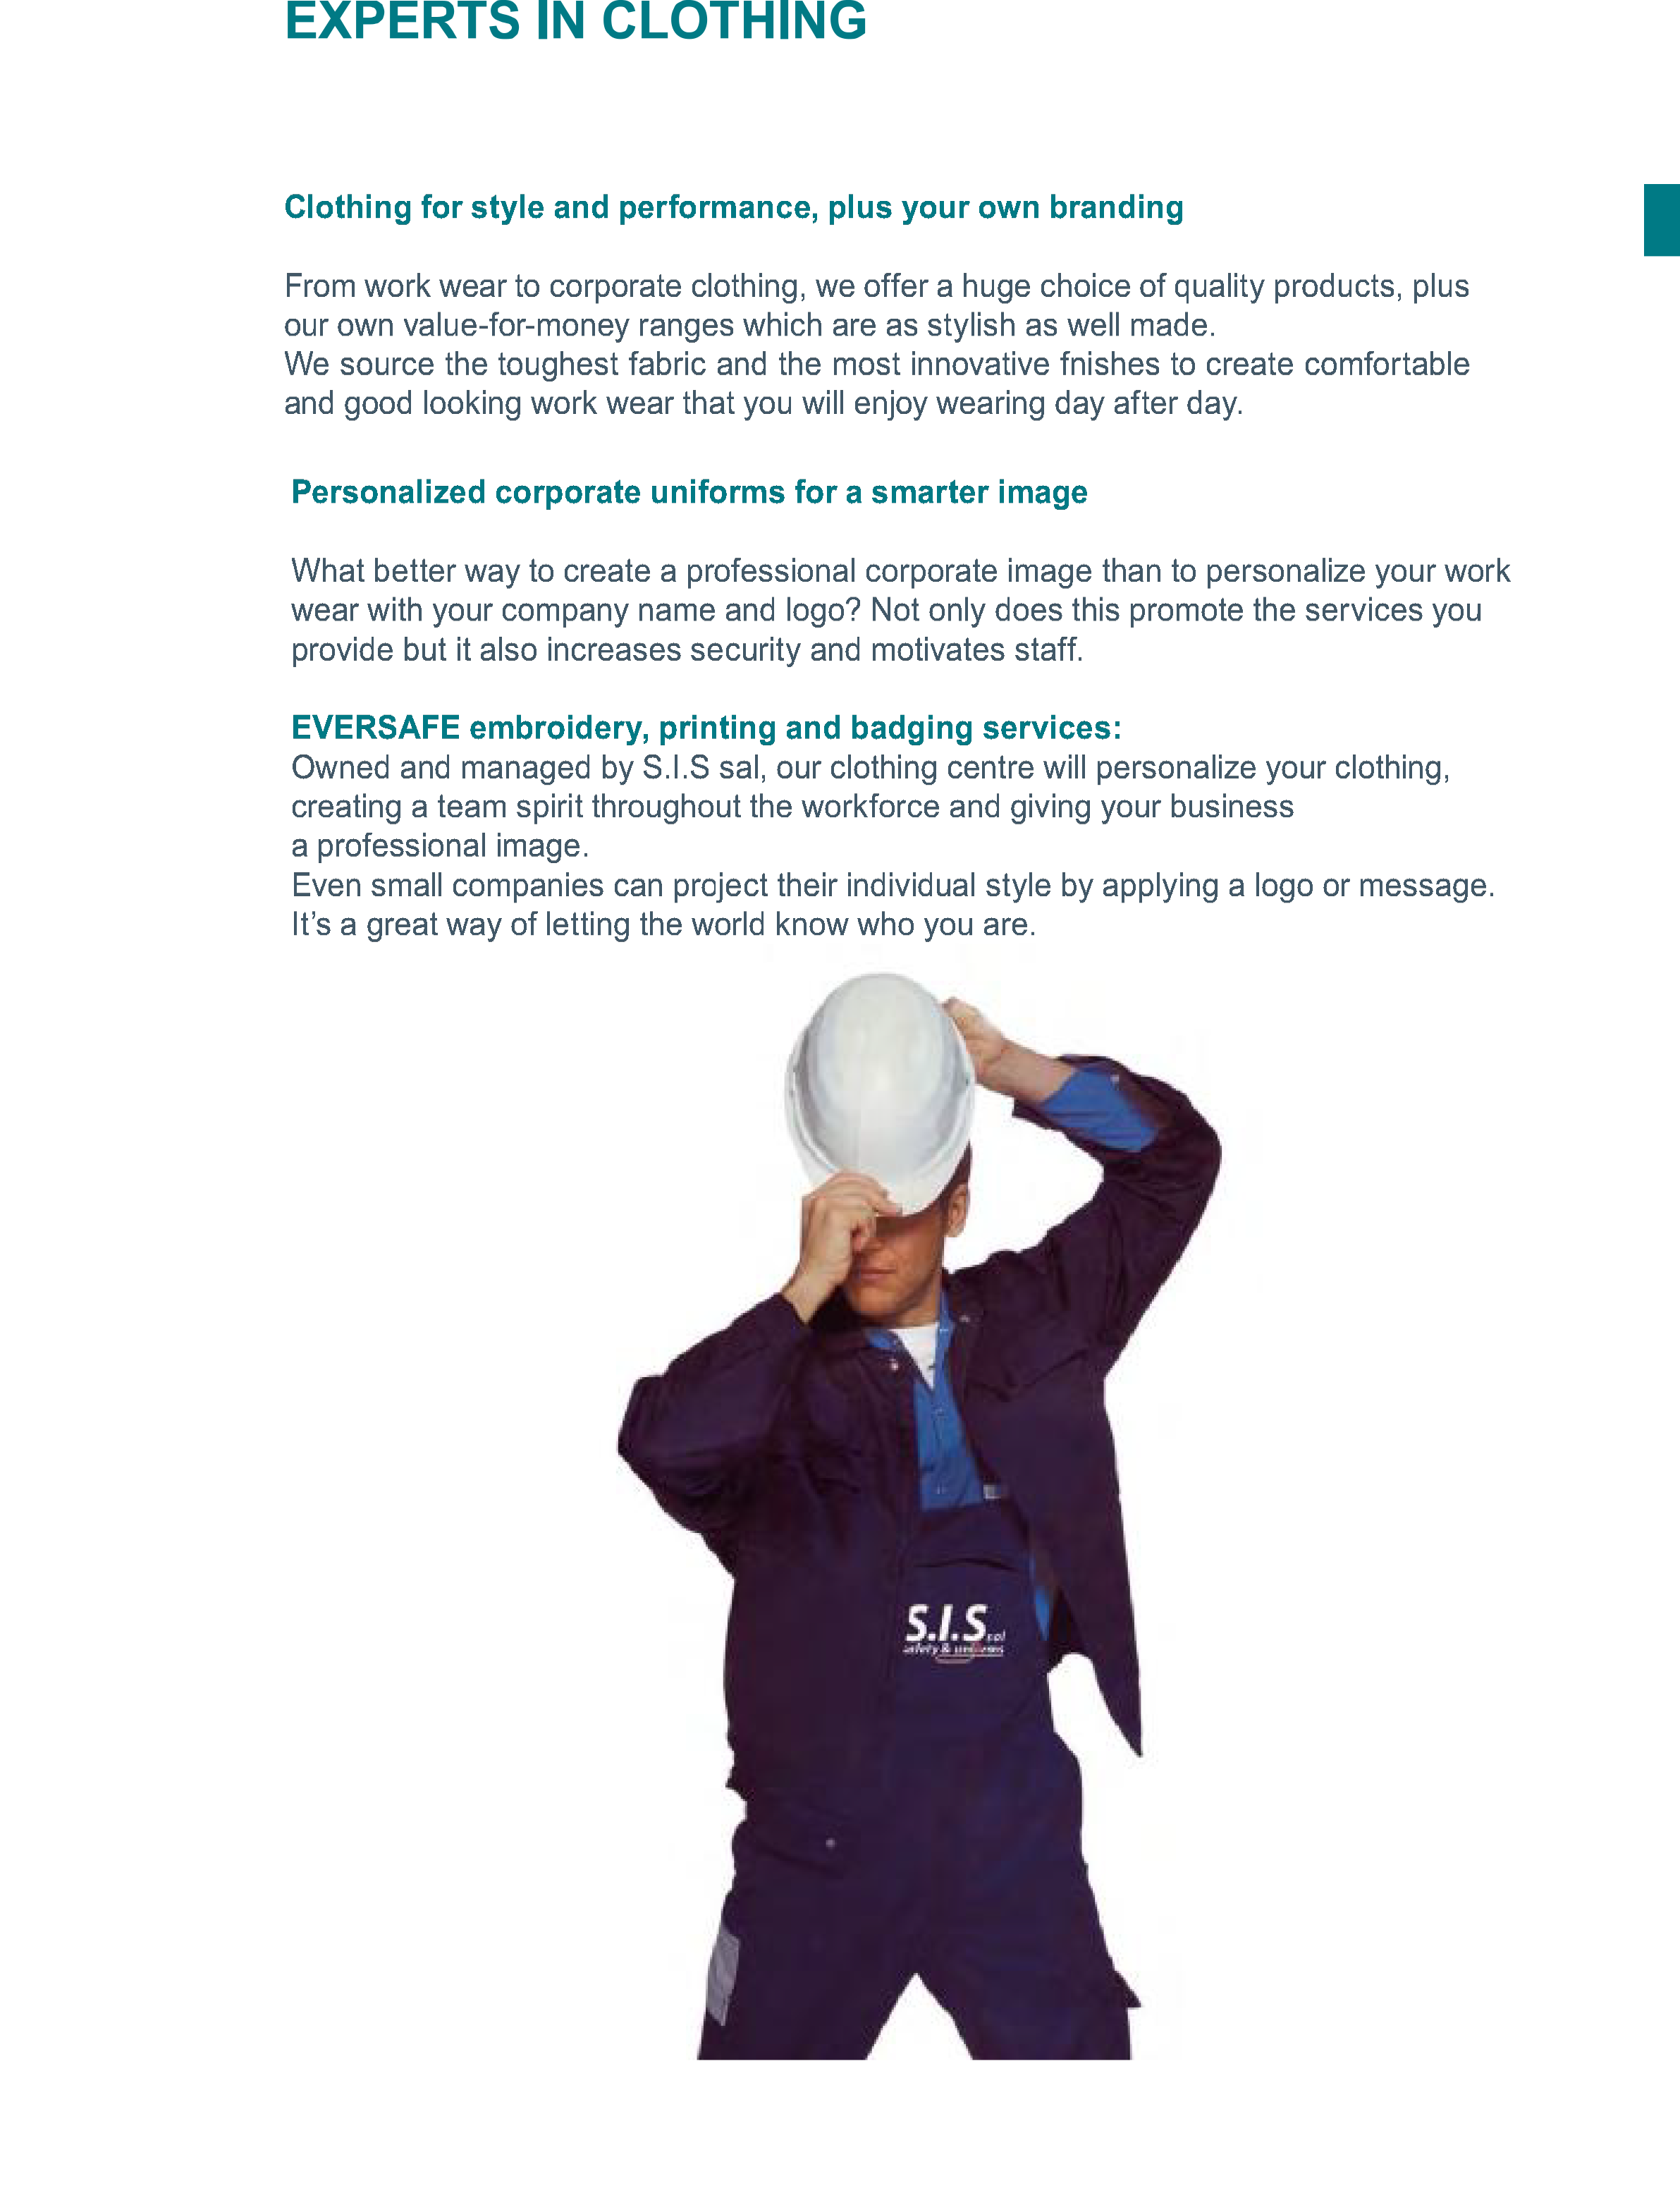 EXPERTS IN CLOTHING
Clothing for style and performance, plus your own branding
From work wear to corporate clothing, we offer a huge choice of quality products, plus
our own value-for-money ranges which are as stylish as well made.
We source the toughest fabric and the most innovative fnishes to create comfortable
and good looking work wear that you will enjoy wearing day after day.
Personalized corporate uniforms for a smarter image
What better way to create a professional corporate image than to personalize your work
wear with your company name and logo? Not only does this promote the services you
provide but it also increases security and motivates staff.
EVERSAFE embroidery, printing and badging services:
Owned and managed by S.I.S sal, our clothing centre will personalize your clothing,
creating a team spirit throughout the workforce and giving your business
a professional image.
Even small companies can project their individual style by applying a logo or message.
It’s a great way of letting the world know who you are.
S.I.S sal
safety & uniforms